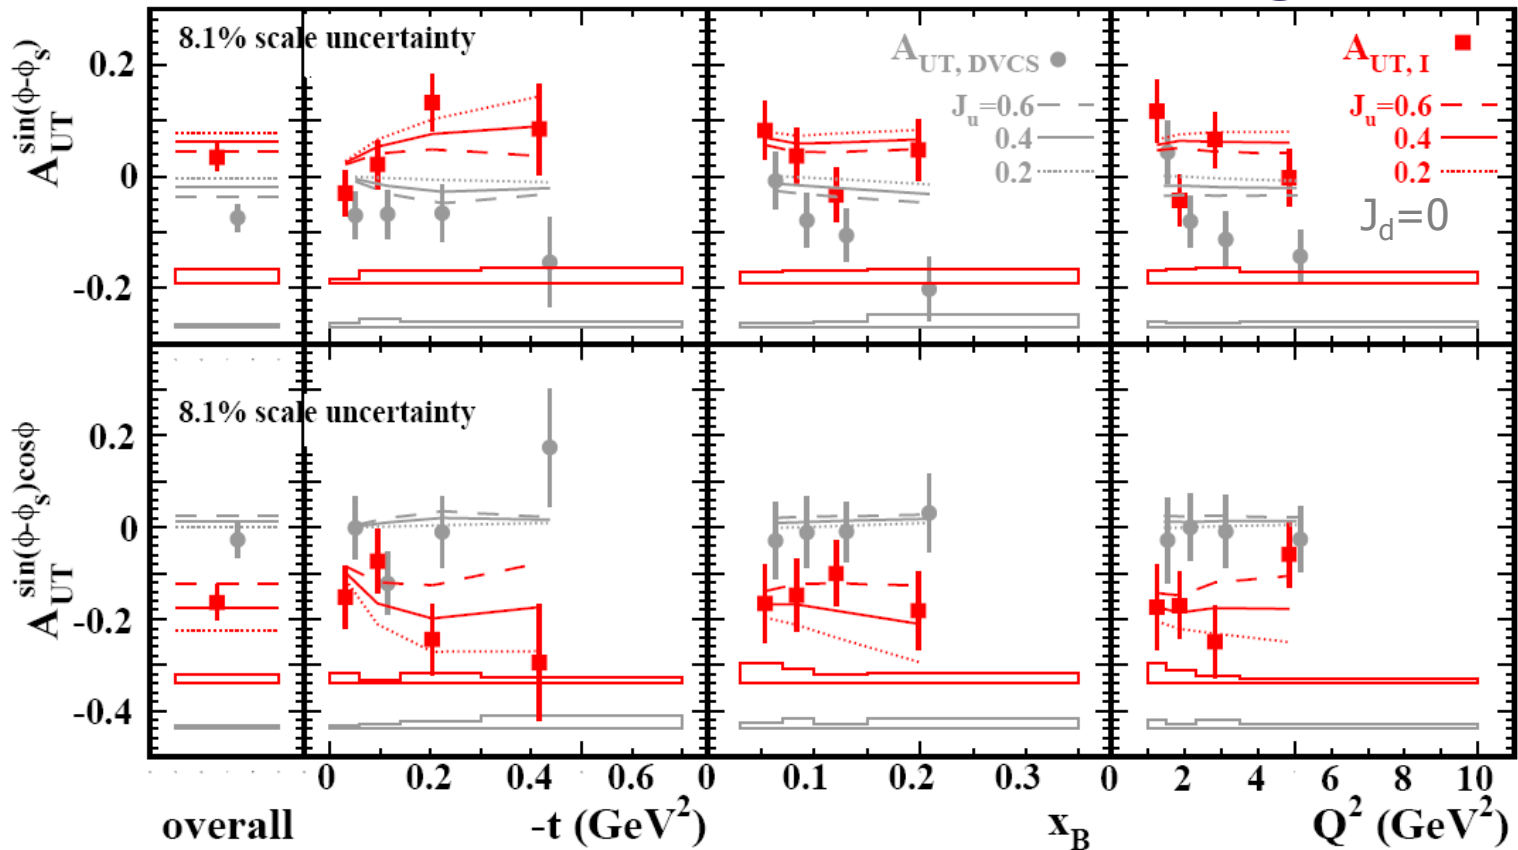 8.1% scale uncertainty
A_UT^sin(ϕ-ϕ_s)
0.2
0
-0.2
A_UT, DVCS
J_u=0.6
0.4
0.2
A_UT, I
J_u=0.6
0.4
0.2
J_d=0
8.1% scale uncertainty
A_UT^sin(ϕ-ϕ_s)cosϕ
0.2
0
-0.2
-0.4
0 0.2 0.4 0.6 0 0.1 0.2 0.3 0 2 4 6 8 10
overall -t (GeV²) x_B Q² (GeV²)